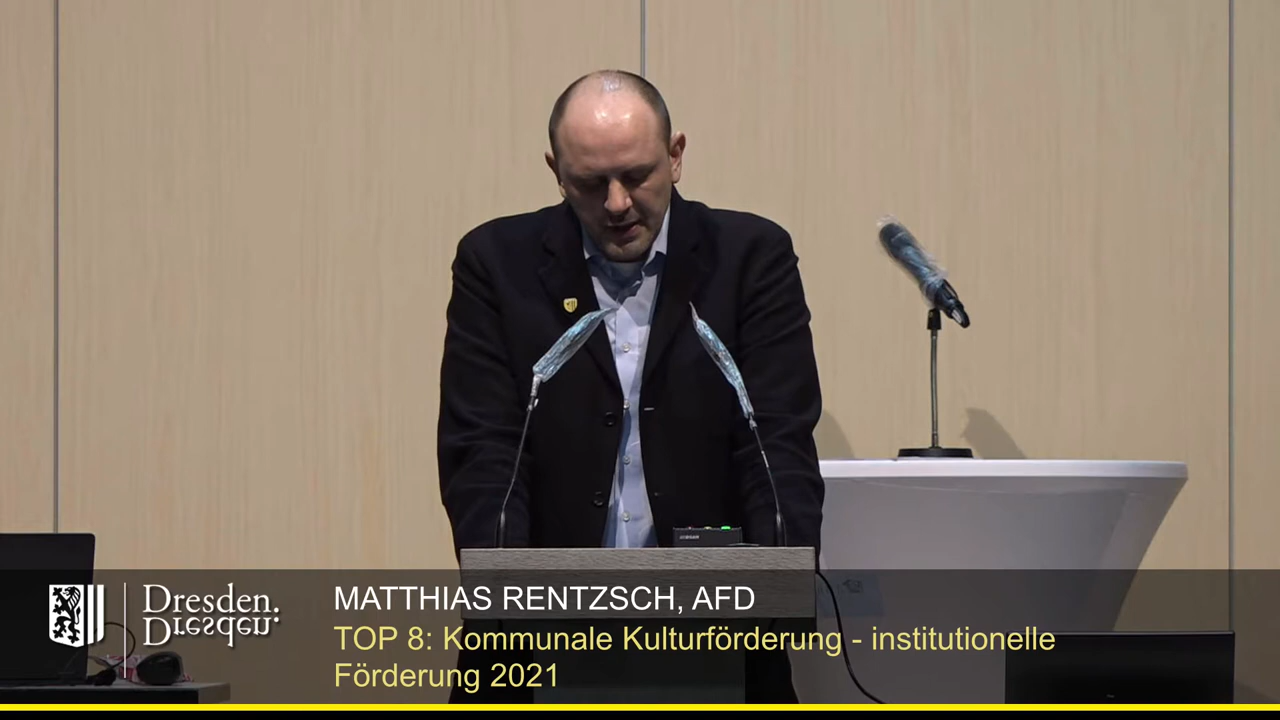 Dresden.
Dresden.
MATTHIAS RENTZSCH, AFD
TOP 8: Kommunale Kulturförderung - institutionelle
Förderung 2021